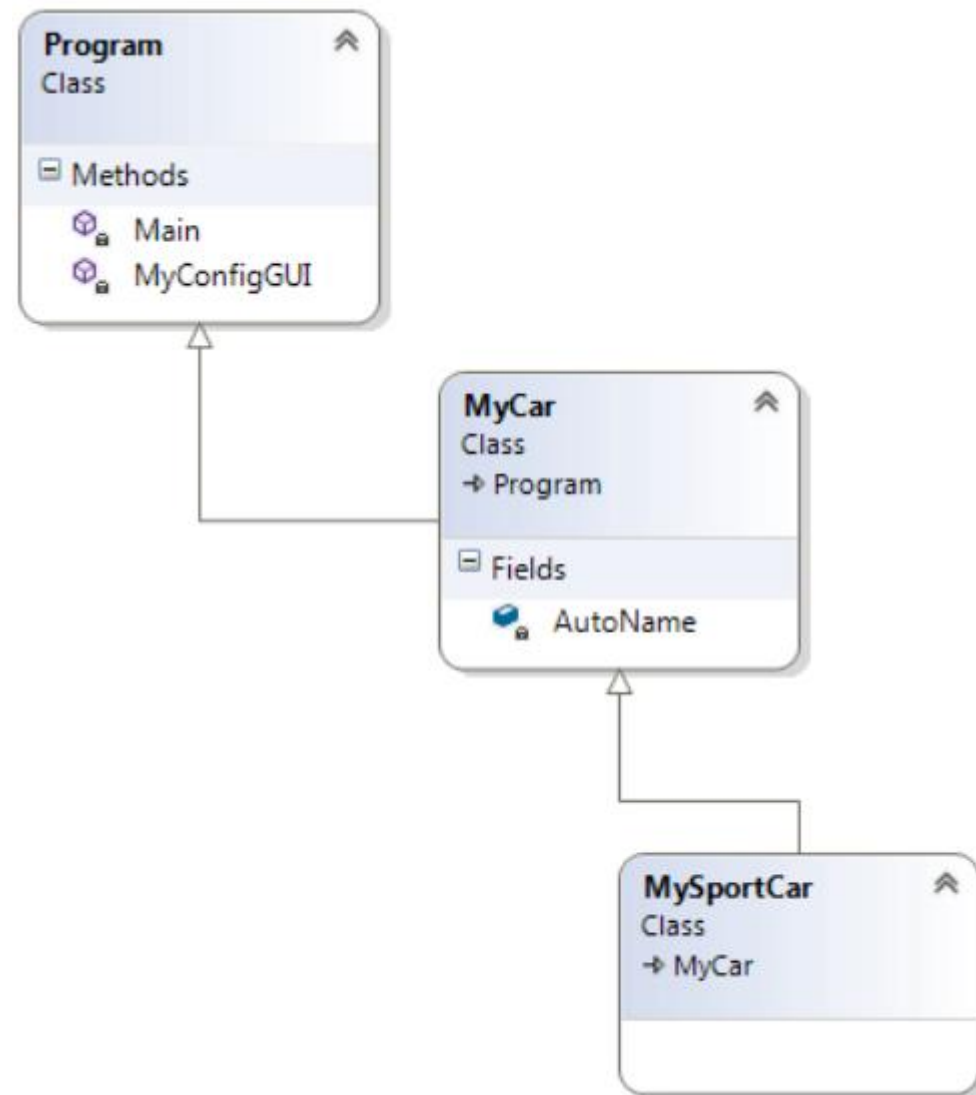 Program
Class
Methods
Main
MyConfigGUI
MyCar
Class
Program
Fields
AutoName
MySportCar
Class
MyCar